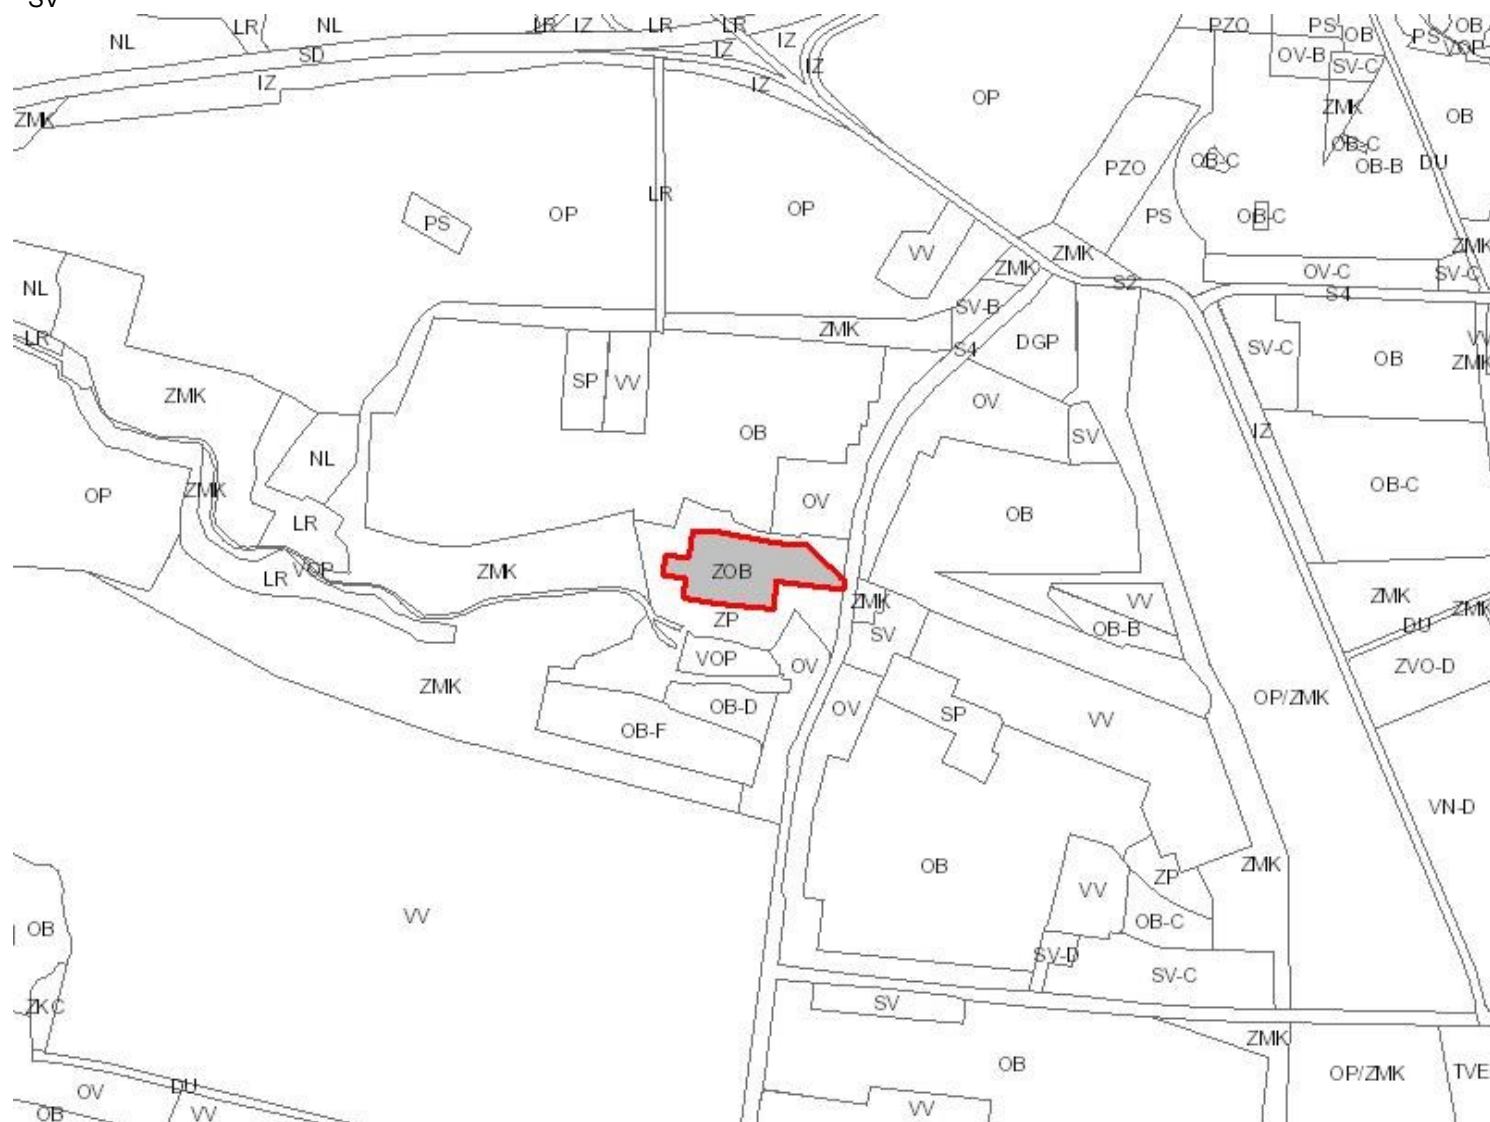 SV
NL LR NL LR IZ LR LR PZO PS OB OB
SD IZ IZ PS VOP
IZ IZ IZ OV-B SV-C
ZMK OP ZMK OB
OB-C
PZO OB-C OB-B DU
LR
PS OP OP PS OB-C
VV ZMK ZMK ZMK
NL ZMK S2 OV-C SV-C
SV-B S4
LR ZMK S4 DGP SV-C VV
SP VV OB ZMK
ZMK OV
OB SV IZ
NL
OP ZMK OV OB OB-C
LR
VOP LR ZMK ZOB
ZMK VV ZMK ZMK
ZP SV OB-B DU
VOP OV ZVO-D
ZMK OB-D OV SP VV OP/ZMK
OB-F
VN-D
OB ZP ZMK
VV
VV OB OB-C
SV-D SV-C
ZKC SV
ZMK
OB OP/ZMK TVE
DU
OV
OB VV VV